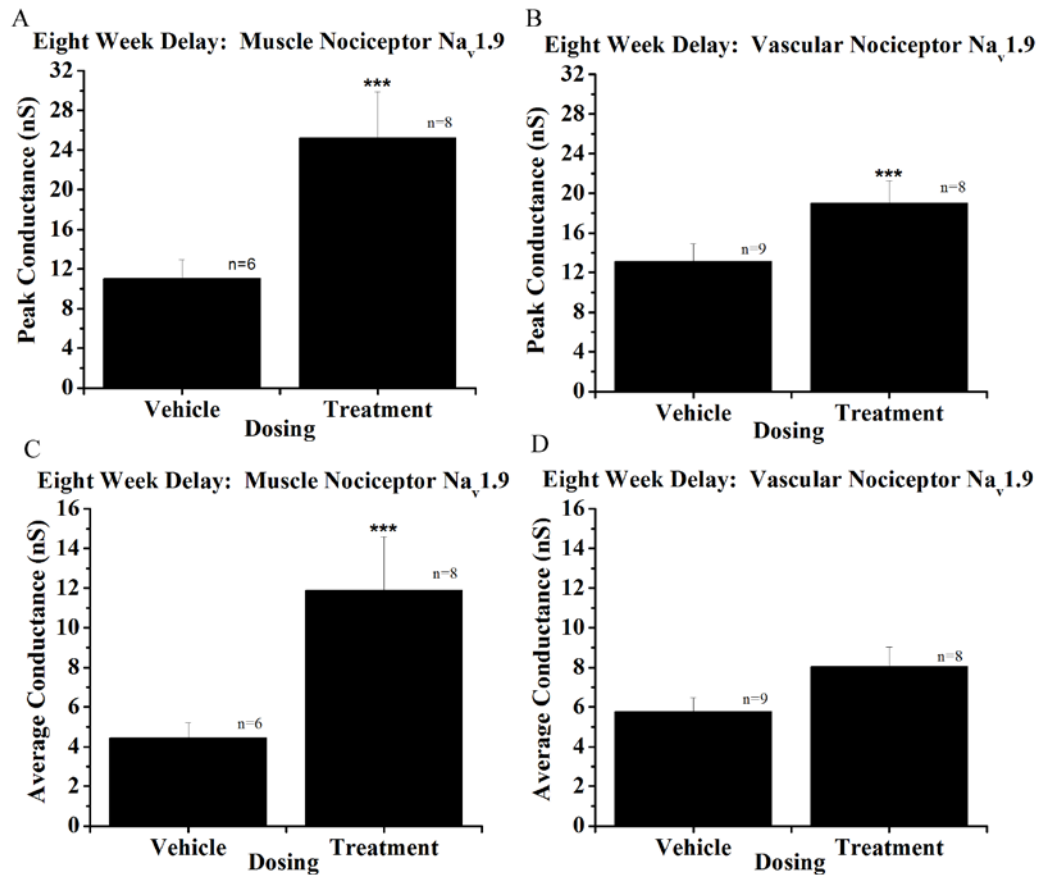 A
Eight Week Delay: Muscle Nociceptor Nav1.9
Peak Conductance (nS)
32
28
24
20
16
12
8
4
0
n=6
***
n=8
Vehicle
Treatment
Dosing
B
Eight Week Delay: Vascular Nociceptor Nav1.9
Peak Conductance (nS)
32
28
24
20
16
12
8
4
0
n=9
***
n=8
Vehicle
Treatment
Dosing
C
Eight Week Delay: Muscle Nociceptor Nav1.9
Average Conductance (nS)
16
14
12
10
8
6
4
2
0
n=6
***
n=8
Vehicle
Treatment
Dosing
D
Eight Week Delay: Vascular Nociceptor Nav1.9
Average Conductance (nS)
16
14
12
10
8
6
4
2
0
n=9
n=8
Vehicle
Treatment
Dosing